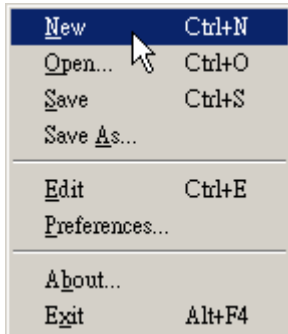 New Ctrl+N
Open... Ctrl+O
Save Ctrl+S
Save As...
Edit Ctrl+E
Preferences...
About...
Exit Alt+F4